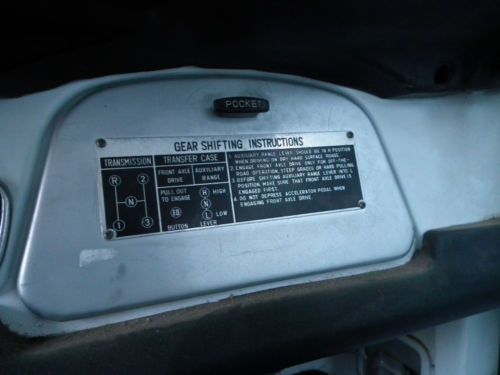 POCKET
GEAR SHIFTING INSTRUCTIONS
TRANSMISSION
R 2
N
1 3
TRANSFER CASE
FRONT AXLE AUXILIARY
DRIVE RANGE
PULL OUT
TO ENGAGE
H HIGH
N
L LOW
BUTTON LEVER
1. AUXILIARY RANGE LEVER SHOULD BE IN H POSITION
WHEN DRIVING ON DRY HARD SURFACE ROAD.
2. ENGAGE FRONT AXLE DRIVE ONLY FOR OFF-THE-
ROAD OPERATION, STEEP GRADES OR HARD PULLING.
3. BEFORE SHIFTING AUXILIARY RANGE LEVER INTO L
POSITION MAKE SURE THAT FRONT AXLE DRIVE IS
ENGAGED FIRST.
4. DO NOT DEPRESS ACCELERATOR PEDAL WHEN
ENGAGING FRONT AXLE DRIVE.